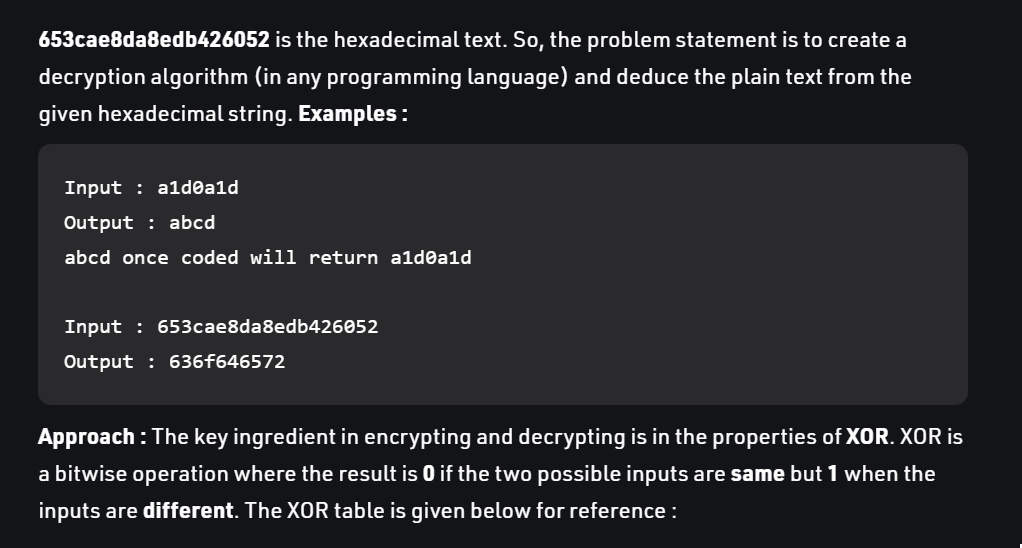 653cae8da8edb426052 is the hexadecimal text. So, the problem statement is to create a
decryption algorithm (in any programming language) and deduce the plain text from the
given hexadecimal string. Examples :
Input : a1d0a1d
Output : abcd
abcd once coded will return a1d0a1d
Input : 653cae8da8edb426052
Output : 636f646572
Approach : The key ingredient in encrypting and decrypting is in the properties of XOR. XOR is
a bitwise operation where the result is 0 if the two possible inputs are same but 1 when the
inputs are different. The XOR table is given below for reference :